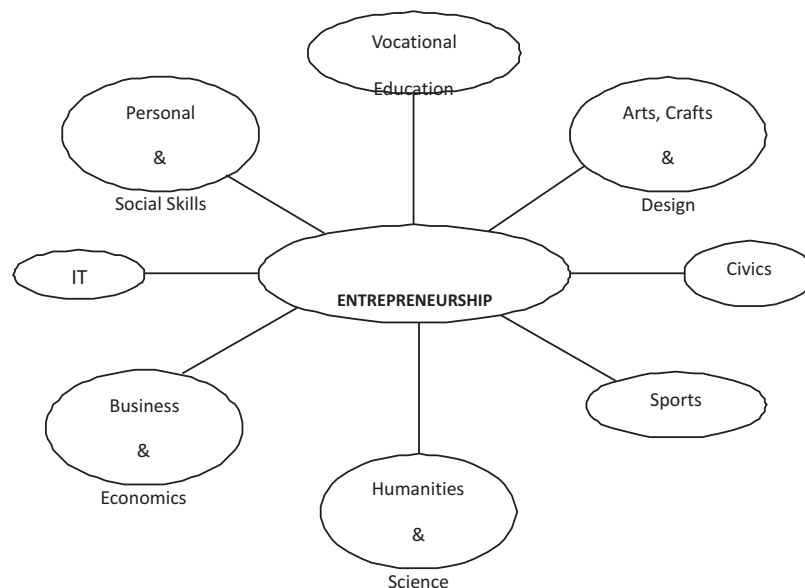 Vocational
Education
Personal
&
Social Skills
Arts, Crafts
&
Design
IT
ENTREPRENEURSHIP
Civics
Business
&
Economics
Sports
Humanities
&
Science